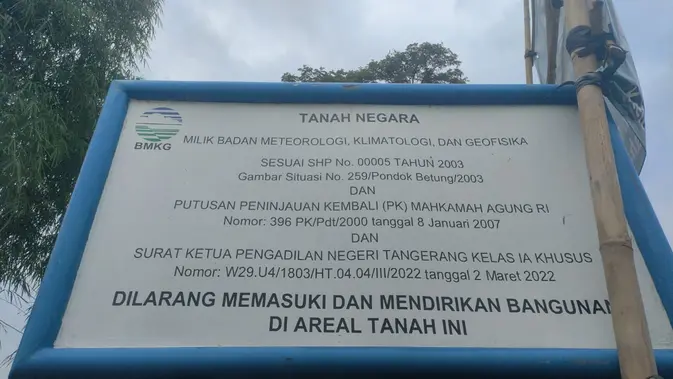 TANAH NEGARA
BMKG
MILIK BADAN METEOROLOGI, KLIMATOLOGI, DAN GEOFISIKA
SESUAI SHP No. 00005 TAHUN 2003
Gambar Situasi No. 259/Pondok Betung/2003
DAN
PUTUSAN PENINJAUAN KEMBALI (PK) MAHKAMAH AGUNG RI
Nomor: 396 PK/Pdt/2000 tanggal 8 Januari 2007
DAN
SURAT KETUA PENGADILAN NEGERI TANGERANG KELAS IA KHUSUS
Nomor: W29.U4/1803/HT.04.04/III/2022 tanggal 2 Maret 2022
DILARANG MEMASUKI DAN MENDIRIKAN BANGUNAN
DI AREAL TANAH INI